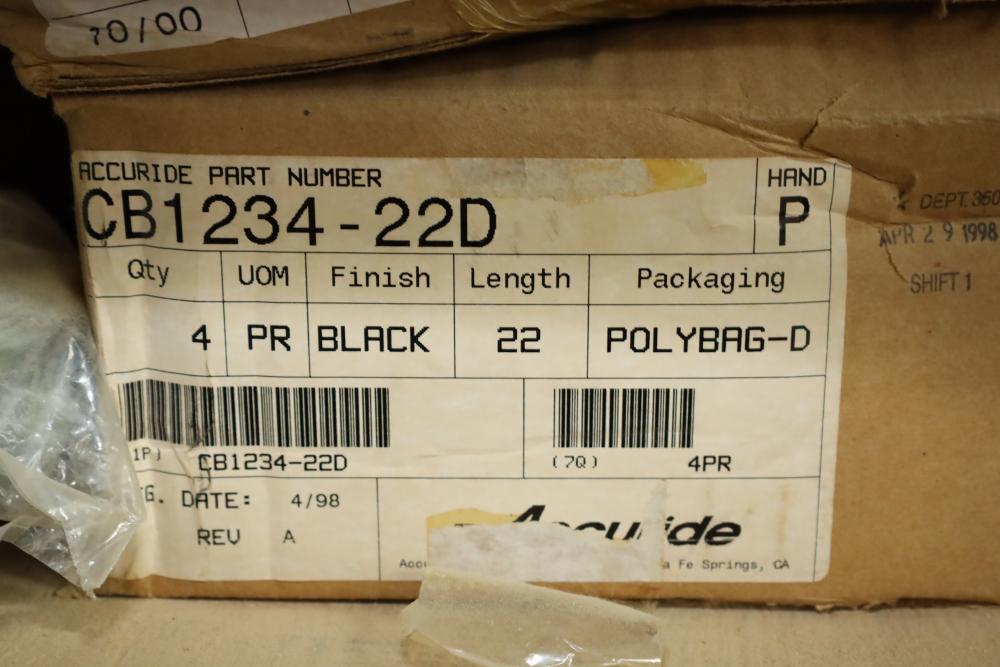 70/00
ACCURIDE PART NUMBER
CB1234-22D
HAND
P
Qty UOM Finish Length Packaging
4 PR BLACK 22 POLYBAG-D
1P) CB1234-22D
(7Q) 4PR
G. DATE: 4/98
REV A
Accuride
a Fe Springs, CA
DEPT. 360
APR 29 1998
SHIFT 1